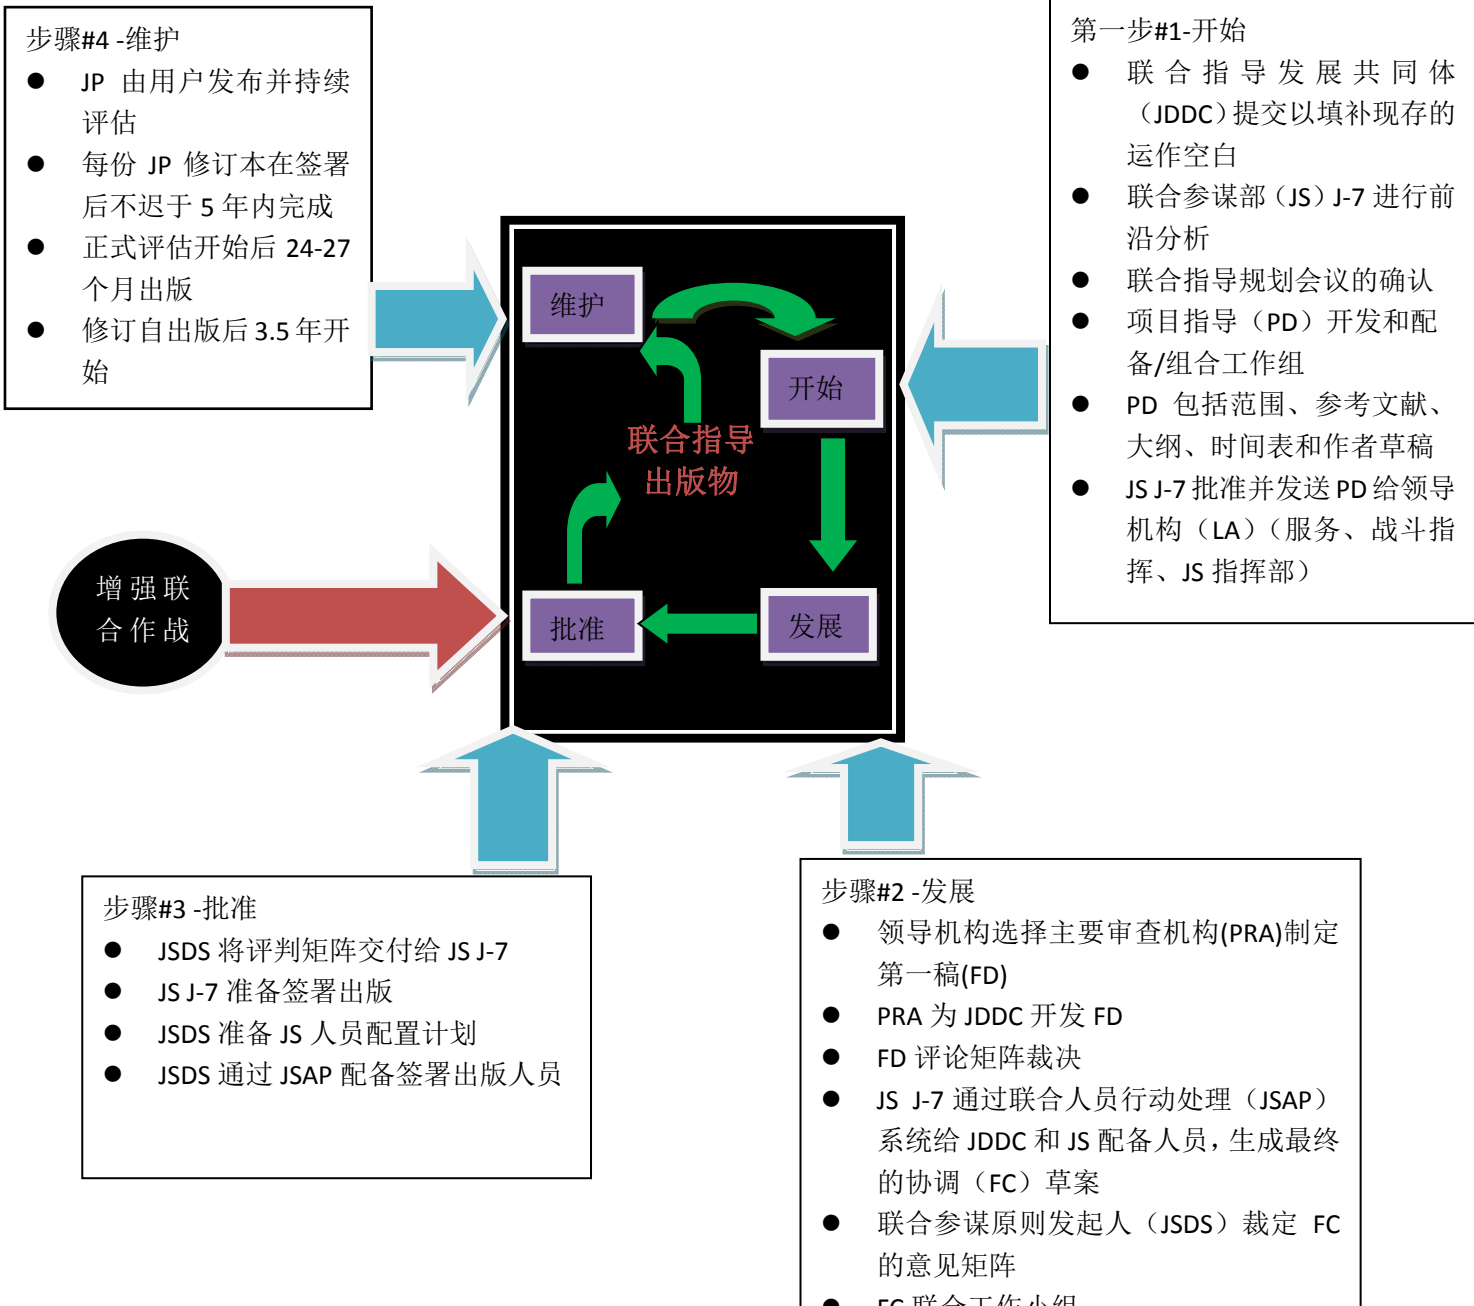 步骤#4 -维护
● JP 由用户发布并持续
评估
● 每份 JP 修订本在签署
后不迟于 5 年内完成
● 正式评估开始后 24-27
个月出版
● 修订自出版后 3.5 年开
始
第一步#1-开始
● 联合指导发展共同体
（JDDC）提交以填补现存的
运作空白
● 联合参谋部（JS）J-7 进行前
沿分析
● 联合指导规划会议的确认
● 项目指导（PD）开发和配
备/组合工作组
● PD 包括范围、参考文献、
大纲、时间表和作者草稿
● JS J-7 批准并发送 PD 给领导
机构（LA）（服务、战斗指
挥、JS 指挥部）
维护
开始
联合指导
出版物
批准
发展
增强联
合作战
步骤#3 -批准
● JSDS 将评判矩阵交付给 JS J-7
● JS J-7 准备签署出版
● JSDS 准备 JS 人员配置计划
● JSDS 通过 JSAP 配备签署出版人员
步骤#2 -发展
● 领导机构选择主要审查机构(PRA)制定
第一稿(FD)
● PRA 为 JDDC 开发 FD
● FD 评论矩阵裁决
● JS J-7 通过联合人员行动处理（JSAP）
系统给 JDDC 和 JS 配备人员，生成最终
的协调（FC）草案
● 联合参谋原则发起人（JSDS）裁定 FC
的意见矩阵
● FC 联合工作小组